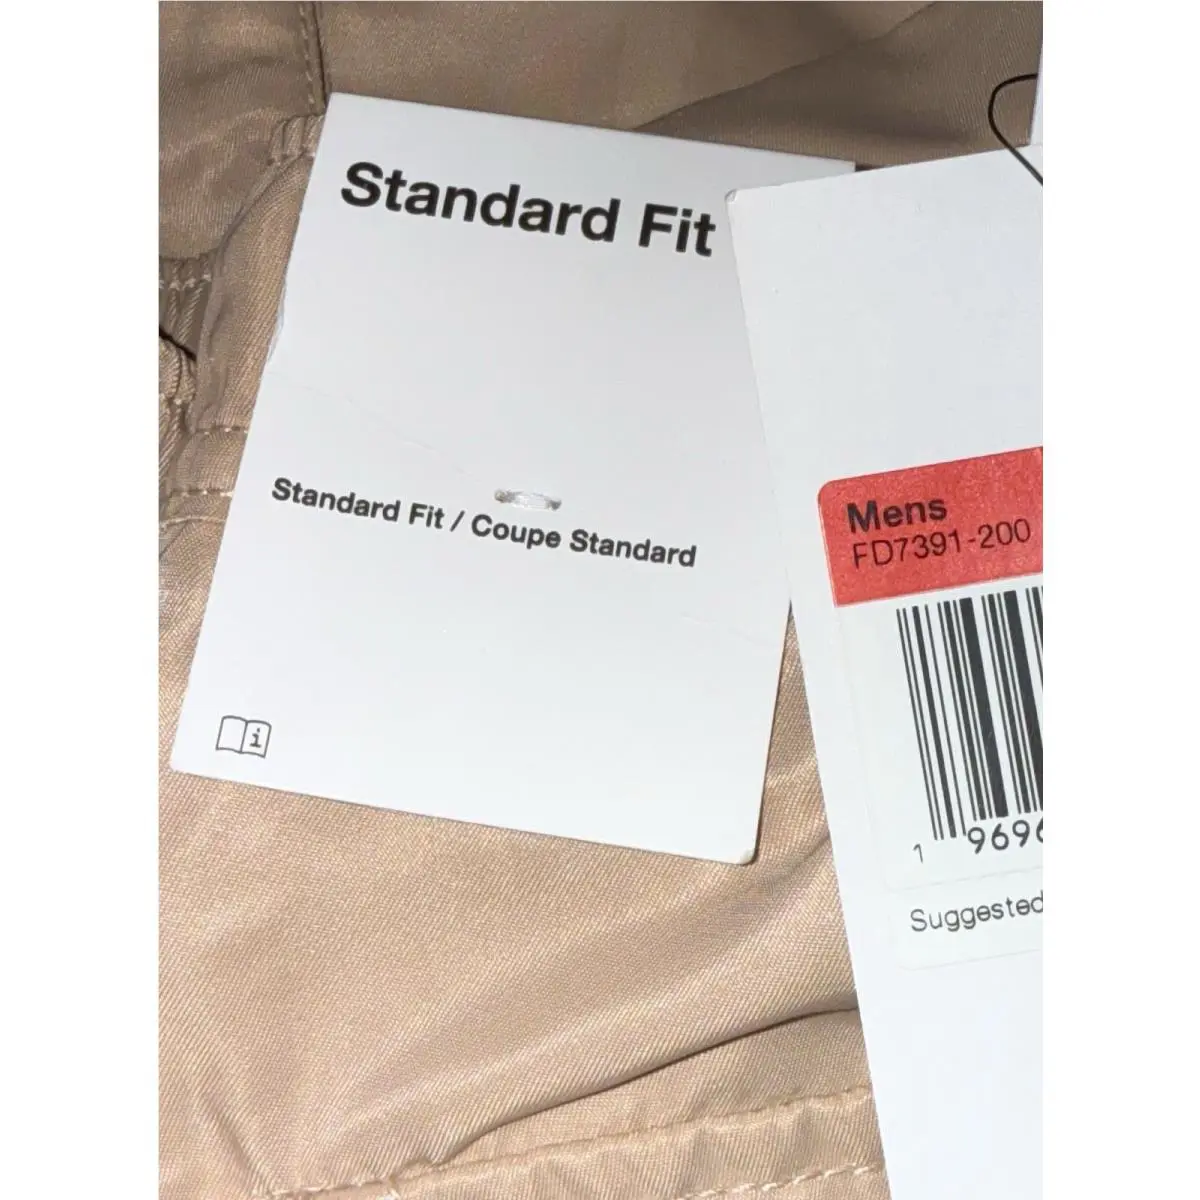 Standard Fit
Standard Fit / Coupe Standard
i
Mens
FD7391-200
1 9696
Suggested